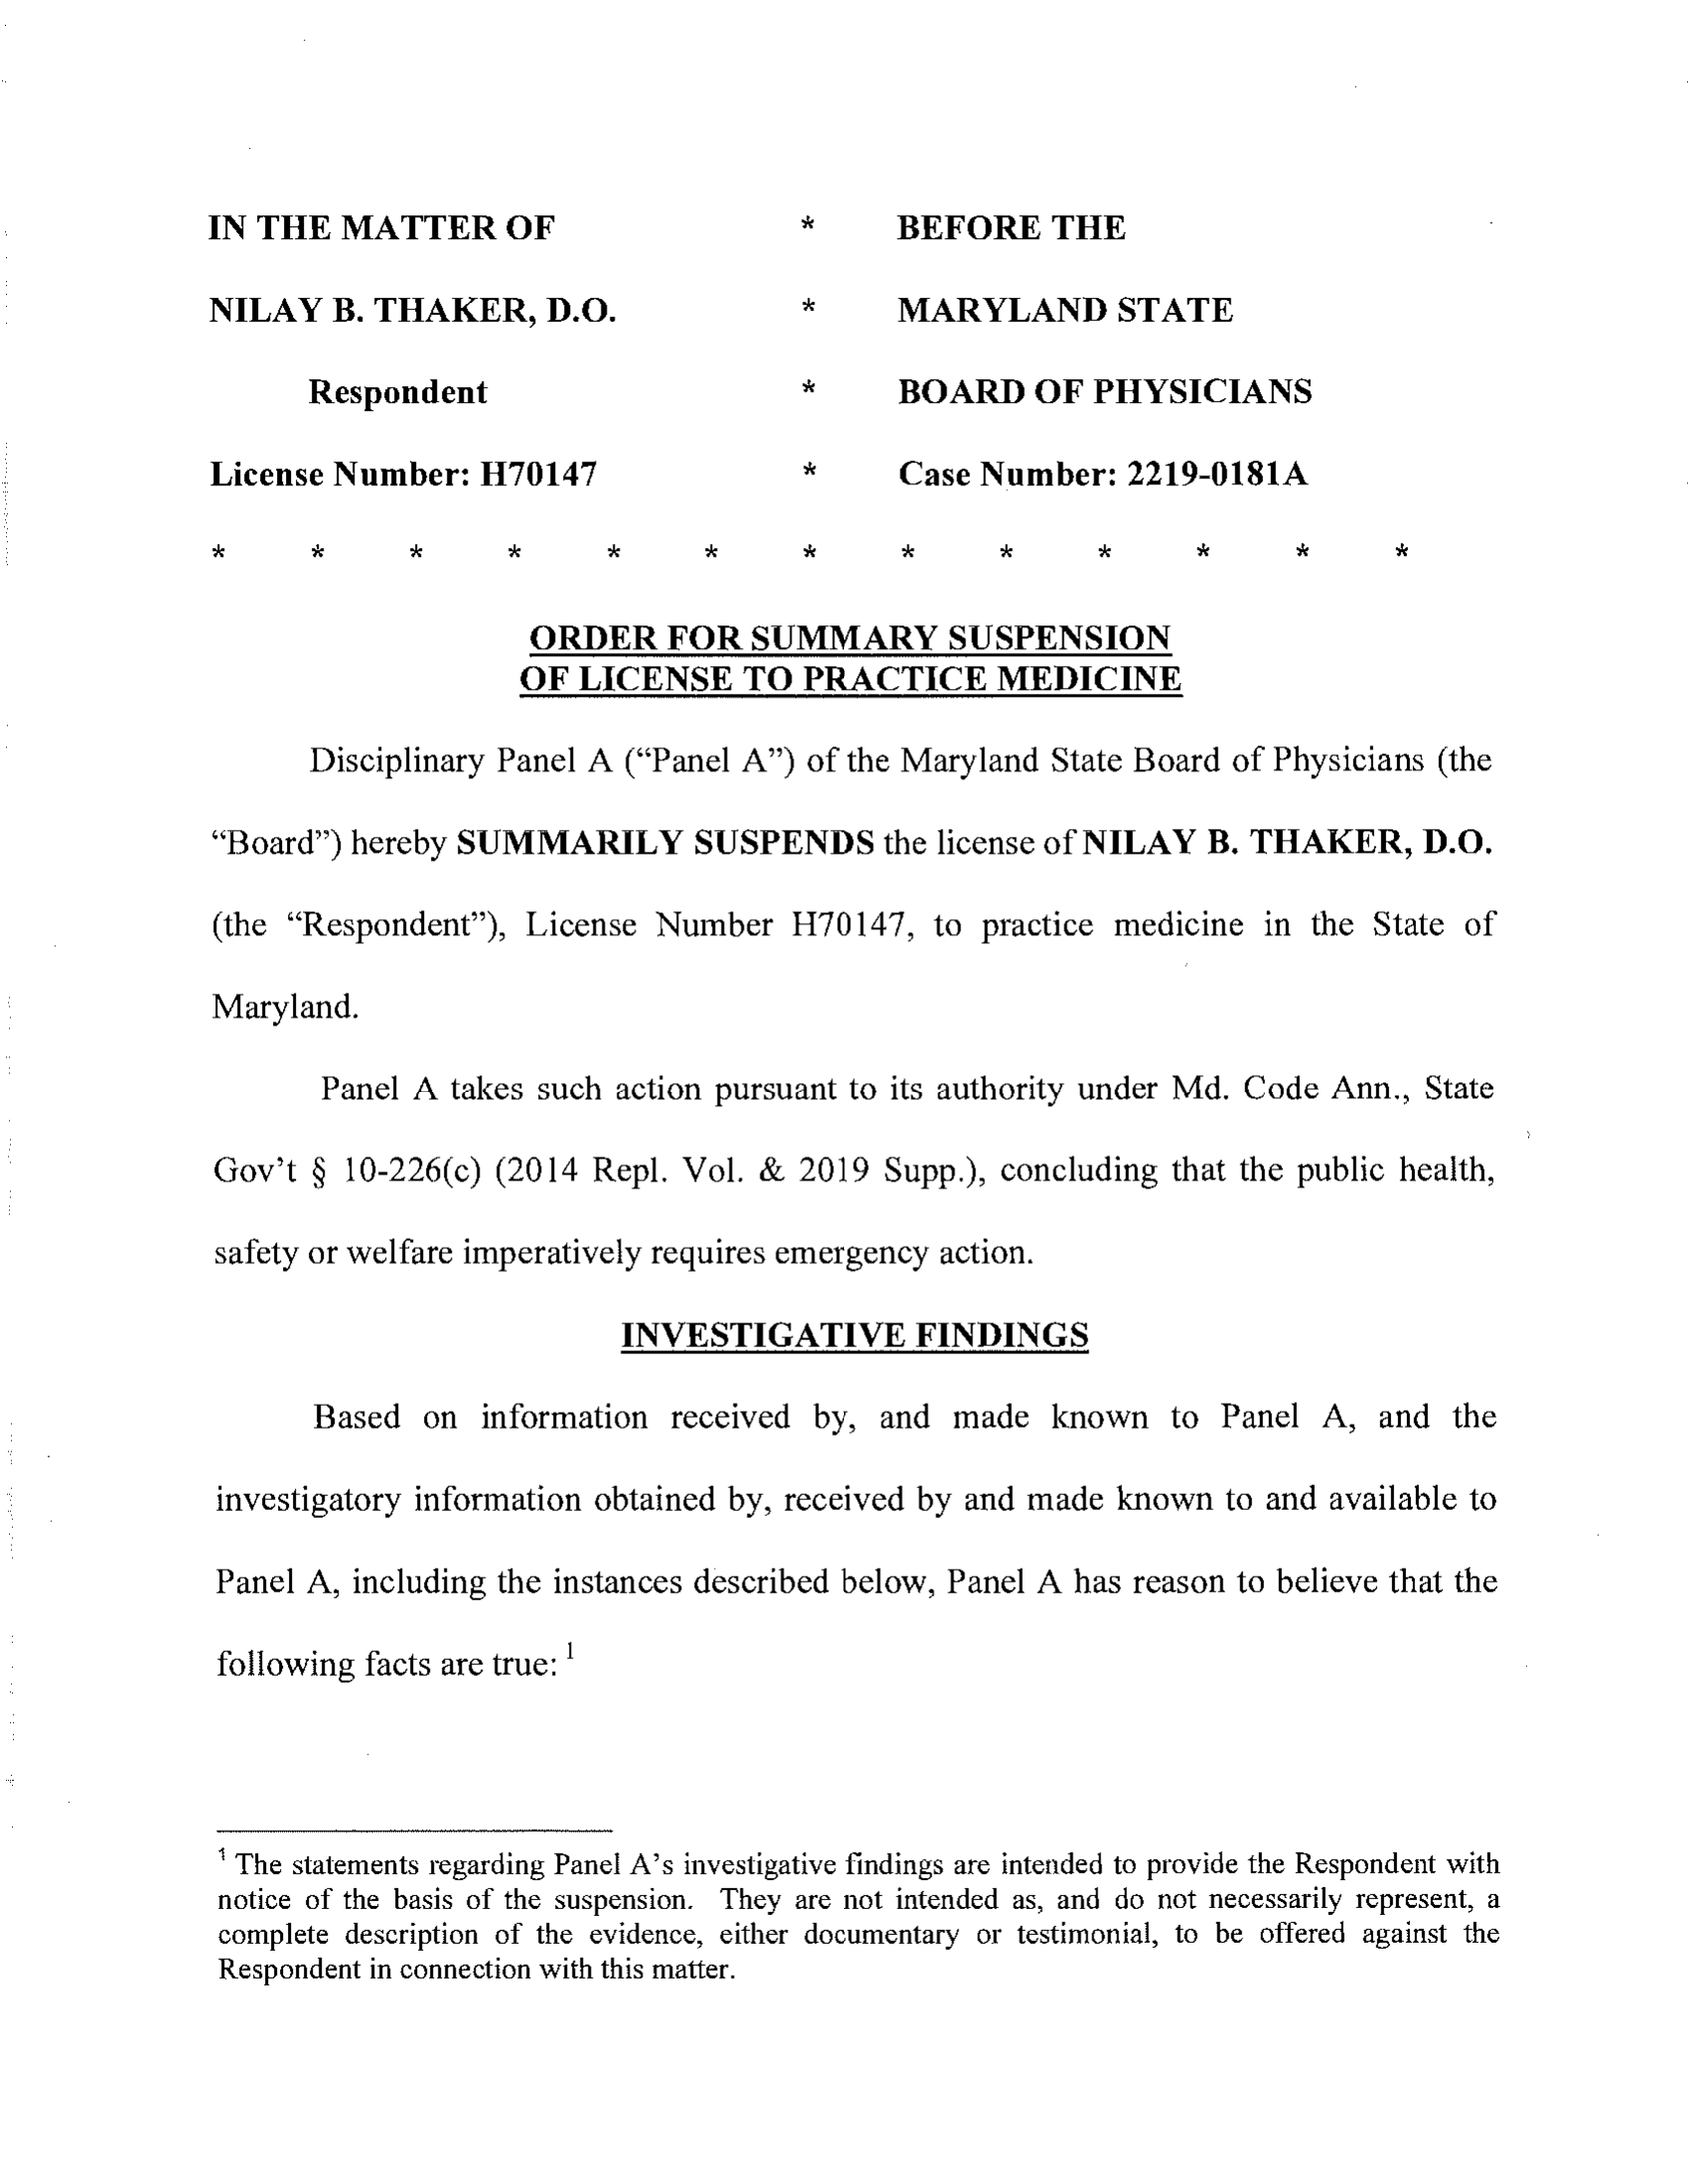 IN THE MATTER OF * BEFORE THE
NILAY B. THAKER, D.O. * MARYLAND STATE
Respondent * BOARD OF PHYSICIANS
License Number: H70147 * Case Number: 2219-0181A
* * * * * * * * * * * * *
ORDER FOR SUMMARY SUSPENSION
OF LICENSE TO PRACTICE MEDICINE
Disciplinary Panel A (“Panel A”) of the Maryland State Board of Physicians (the
“Board”) hereby SUMMARILY SUSPENDS the license of NILAY B. THAKER, D.O.
(the “Respondent”), License Number H70147, to practice medicine in the State of
Maryland.
Panel A takes such action pursuant to its authority under Md. Code Ann., State
Gov’t § 10-226(c) (2014 Repl. Vol. & 2019 Supp.), concluding that the public health,
safety or welfare imperatively requires emergency action.
INVESTIGATIVE FINDINGS
Based on information received by, and made known to Panel A, and the
investigatory information obtained by, received by and made known to and available to
Panel A, including the instances described below, Panel A has reason to believe that the
following facts are true: 1
1 The statements regarding Panel A’s investigative findings are intended to provide the Respondent with
notice of the basis of the suspension. They are not intended as, and do not necessarily represent, a
complete description of the evidence, either documentary or testimonial, to be offered against the
Respondent in connection with this matter.